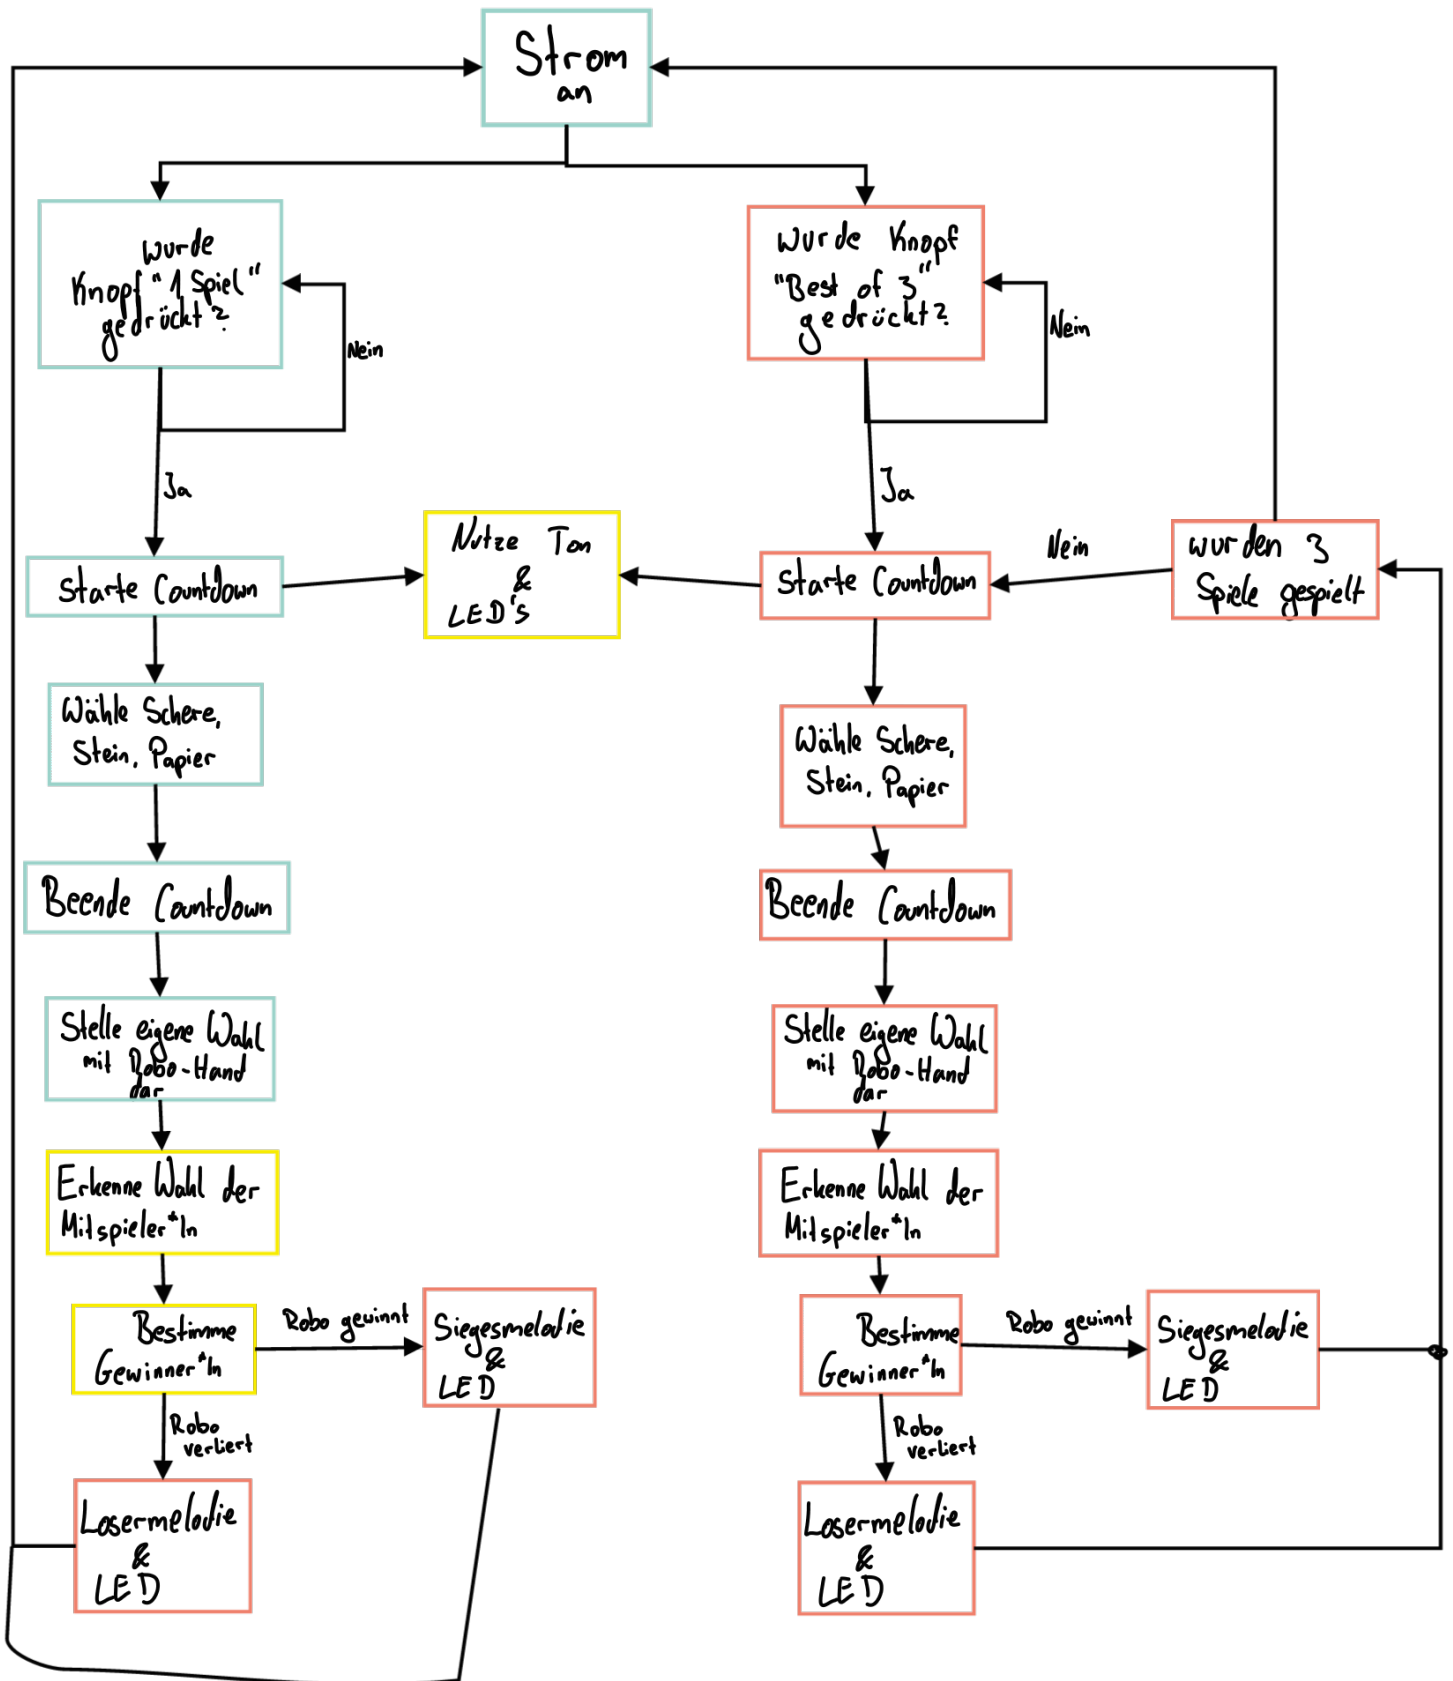 Strom
an
wurde
Knopf "1 Spiel"
gedrückt?
Nein
Ja
wurde Knopf
"Best of 3"
gedrückt?
Nein
Ja
Starte Countdown
Nutze Ton
&
LED's
Starte Countdown
Nein
wurden 3
Spiele gespielt
Wähle Schere,
Stein, Papier
Beende Countdown
Stelle eigene Wahl
mit Robo-Hand
dar
Erkenne Wahl der
Mitspieler*In
Bestimme
Gewinner*In
Robo gewinnt
Siegesmelodie
&
LED
Robo
verliert
Losermelodie
&
LED
Wähle Schere,
Stein, Papier
Beende Countdown
Stelle eigene Wahl
mit Robo-Hand
dar
Erkenne Wahl der
Mitspieler*In
Bestimme
Gewinner*In
Robo gewinnt
Siegesmelodie
&
LED
Robo
verliert
Losermelodie
&
LED